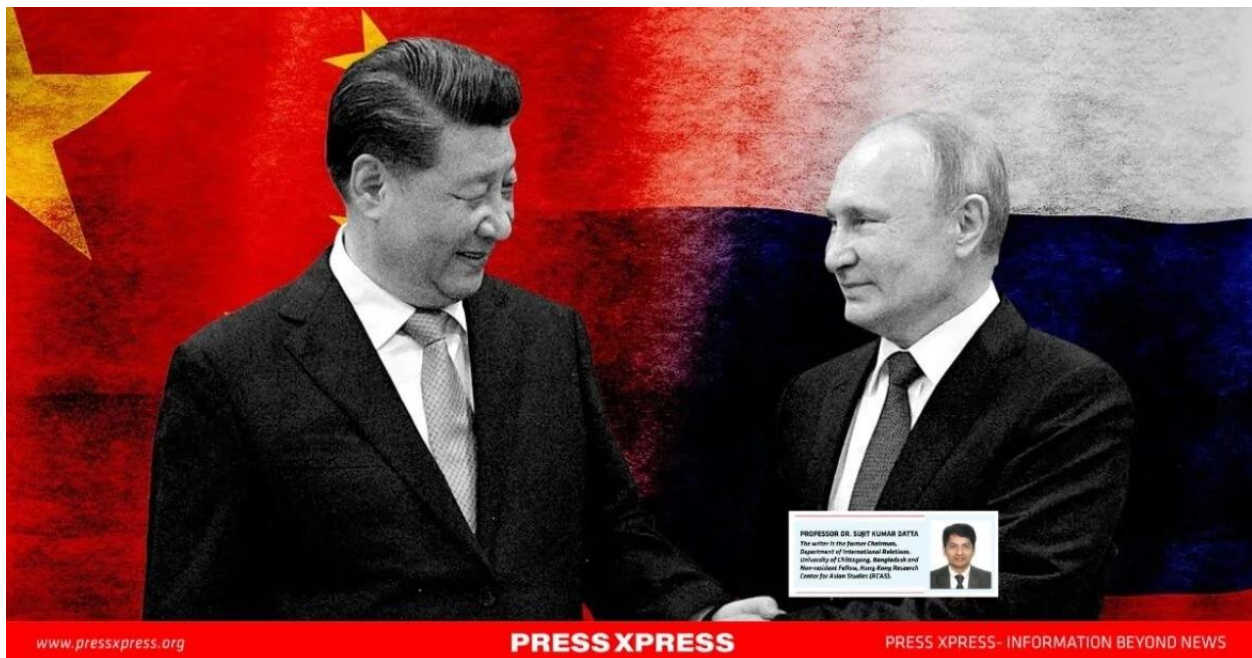 PROFESSOR DR. SUJIT KUMAR DATTA
The writer is the former Chairman,
Department of International Relations,
University of Chittagong, Bangladesh and
Non-resident Fellow, Hong Kong Research
Center for Asian Studies (RCAS).
www.pressxpress.org
PRESS XPRESS
PRESS XPRESS- INFORMATION BEYOND NEWS